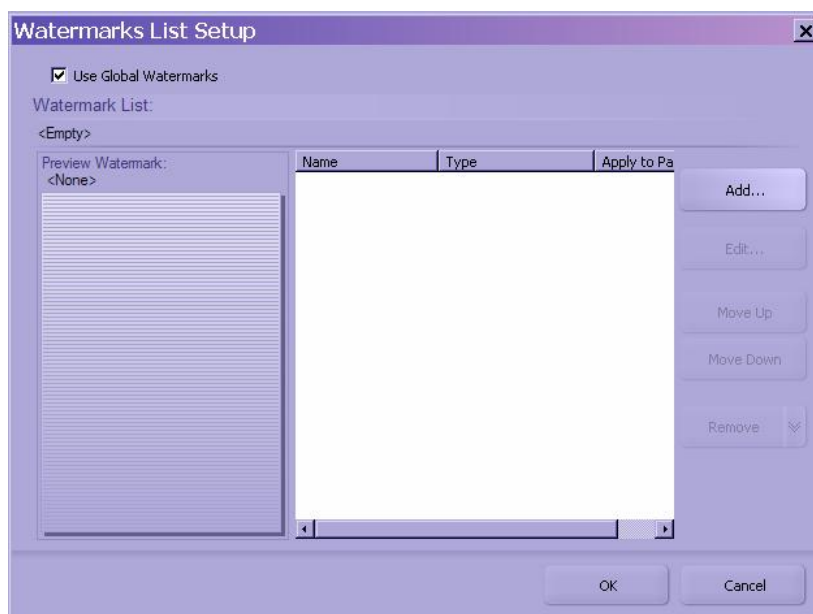 Watermarks List Setup
Use Global Watermarks
Watermark List:
<Empty>
Preview Watermark:
<None>
Name Type Apply to Pa
Add...
Edit...
Move Up
Move Down
Remove
OK Cancel